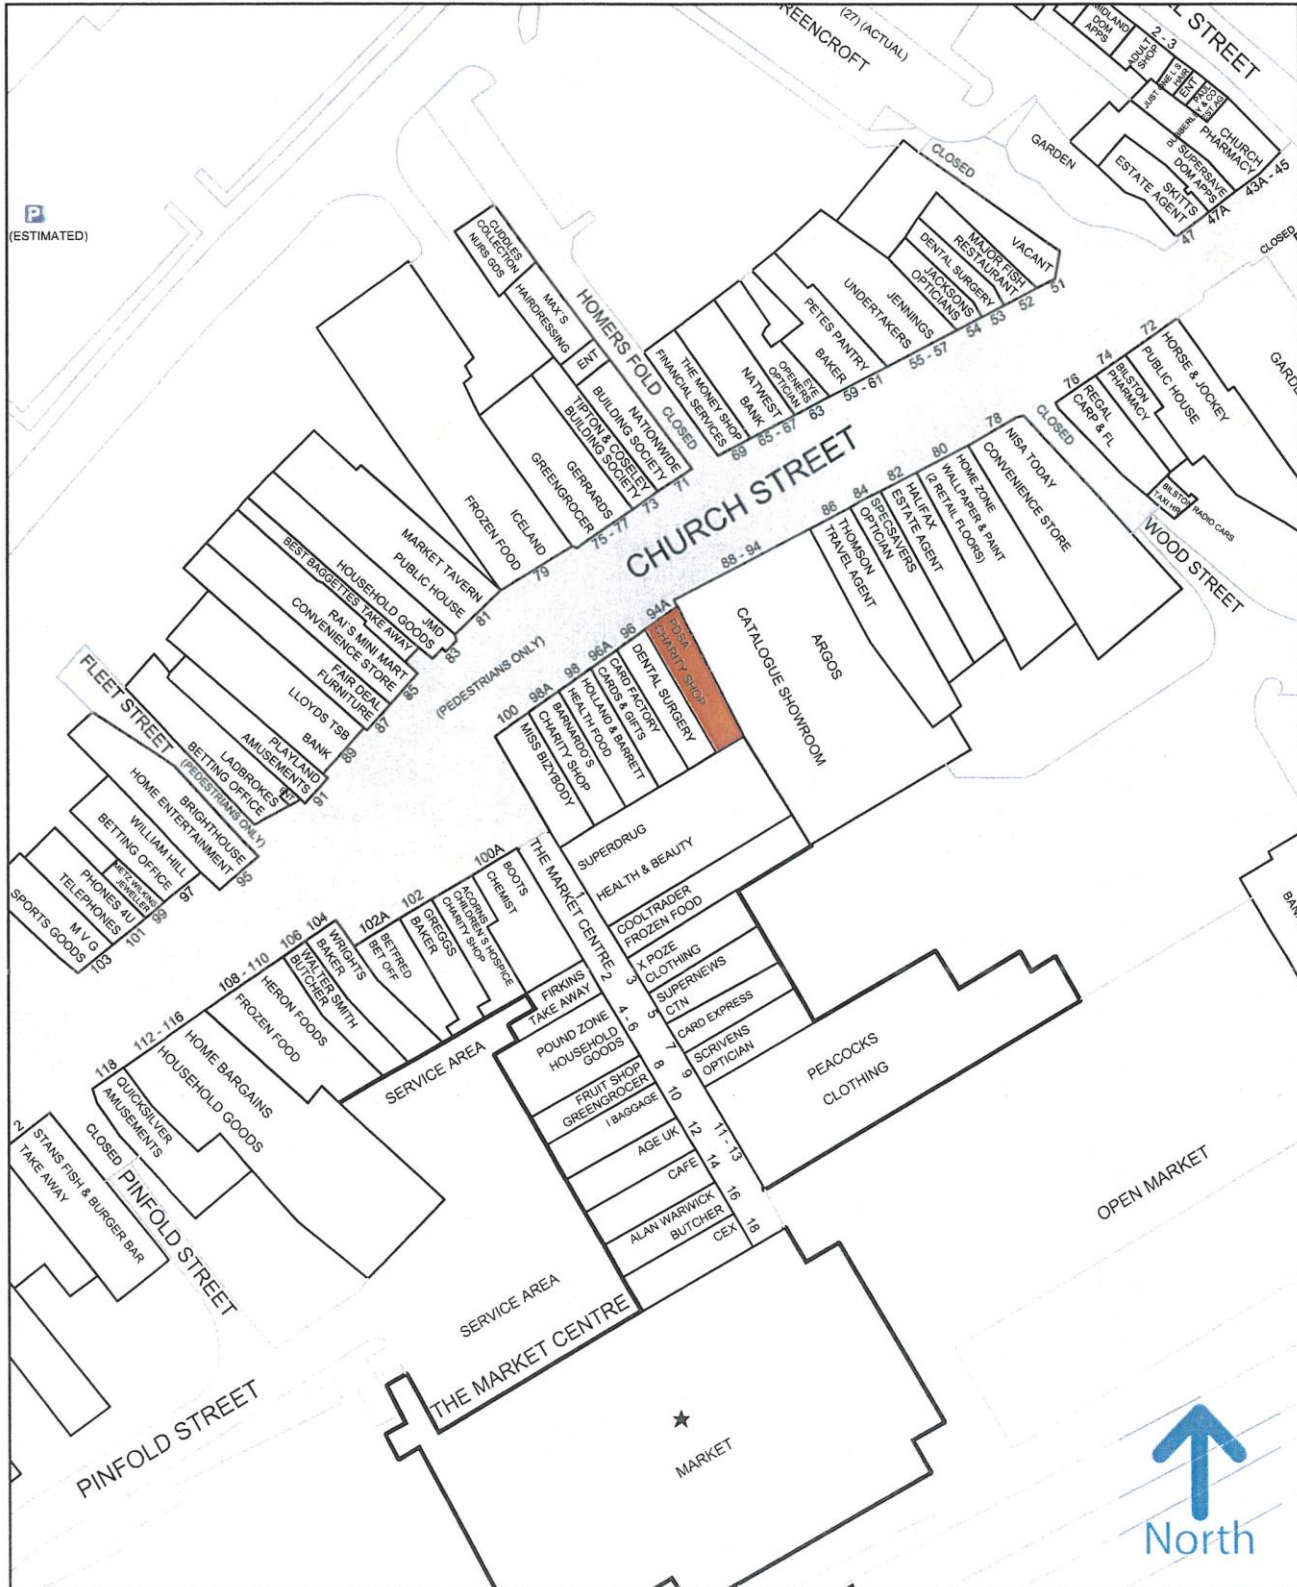 REENCROFT
(27) (ACTUAL)
MIDLAND
DOM
APPS
2 - 3
ADULT
SHOP
L STREET
HAIR
ENT
PAUL
EST AG
CHURCH
PHARMACY
43A - 45
SUPERSAVE
DOM APPS
47A
SKITTS
ESTATE AGENT
47
CLOSED
GARDEN
CLOSED
P
(ESTIMATED)
CUDDLES
COLLECTION
NURS GDS
MAX'S
HAIRDRESSING
ENT
HOMERS FOLD
CLOSED
VACANT
51
MAJOR FISH
RESTAURANT
52
DENTAL SURGERY
53
JACKSONS
OPTICIANS
54
JENNINGS
UNDERTAKERS
55 - 57
PETES PANTRY
BAKER
59 - 61
EYE
OPENERS
OPTICIAN
63
NATWEST
BANK
65 - 67
THE MONEY SHOP
FINANCIAL SERVICES
69
NATIONWIDE
BUILDING SOCIETY
71
TIPTON & COSELEY
BUILDING SOCIETY
73
GERRARDS
GREENGROCER
75 - 77
ICELAND
FROZEN FOOD
79
MARKET TAVERN
PUBLIC HOUSE
81
JMD
HOUSEHOLD GOODS
83
BEST BAGGETTES TAKE AWAY
RAI'S MINI MART
CONVENIENCE STORE
85
FAIR DEAL
FURNITURE
87
LLOYDS TSB
BANK
89
PLAYLAND
AMUSEMENTS
91
ENT
LADBROKES
BETTING OFFICE
FLEET STREET
(PEDESTRIANS ONLY)
BRIGHTHOUSE
HOME ENTERTAINMENT
95
WILLIAM HILL
BETTING OFFICE
97
METZ WILKINS
JEWELLER
99
PHONES 4U
TELEPHONES
101
M V G
SPORTS GOODS
103
CHURCH STREET
(PEDESTRIANS ONLY)
72
HORSE & JOCKEY
PUBLIC HOUSE
GARDE
74
BILSTON
PHARMACY
76
REGAL
CARP & FL
CLOSED
BILSTON RADIO CARS
TAXI HR
WOOD STREET
78
NISA TODAY
CONVENIENCE STORE
80
HOME ZONE
WALLPAPER & PAINT
(2 RETAIL FLOORS)
82
HALIFAX
ESTATE AGENT
84
SPECSAVERS
OPTICIAN
86
THOMSON
TRAVEL AGENT
88 - 94
ARGOS
CATALOGUE SHOWROOM
94A
PDSA
CHARITY SHOP
96
DENTAL SURGERY
96A
CARD FACTORY
CARDS & GIFTS
98
HOLLAND & BARRETT
HEALTH FOOD
98A
BARNARDO'S
CHARITY SHOP
100
MISS BIZYBODY
100A
BOOTS
CHEMIST
ACORNS
CHILDREN'S HOSPICE
CHARITY SHOP
102
GREGGS
BAKER
102A
BETFRED
BET OFF
104
WRIGHTS
BAKER
106
WALTER SMITH
BUTCHER
108 - 110
HERON FOODS
FROZEN FOOD
112 - 116
HOME BARGAINS
HOUSEHOLD GOODS
118
QUICKSILVER
AMUSEMENTS
CLOSED
PINFOLD STREET
2
STANS FISH & BURGER BAR
TAKE AWAY
THE MARKET CENTRE
1
SUPERDRUG
HEALTH & BEAUTY
COOLTRADER
FROZEN FOOD
3
X POZE
CLOTHING
5
SUPERNEWS
CTN
7
CARD EXPRESS
9
SCRIVENS
OPTICIAN
11 - 13
PEACOCKS
CLOTHING
2
FIRKINS
TAKE AWAY
4 - 6
POUND ZONE
HOUSEHOLD
GOODS
8
FRUIT SHOP
GREENGROCER
10
I BAGGAGE
12
AGE UK
14
CAFE
16
ALAN WARWICK
BUTCHER
18
CEX
SERVICE AREA
SERVICE AREA
THE MARKET CENTRE
MARKET
OPEN MARKET
BAN
PINFOLD STREET
North